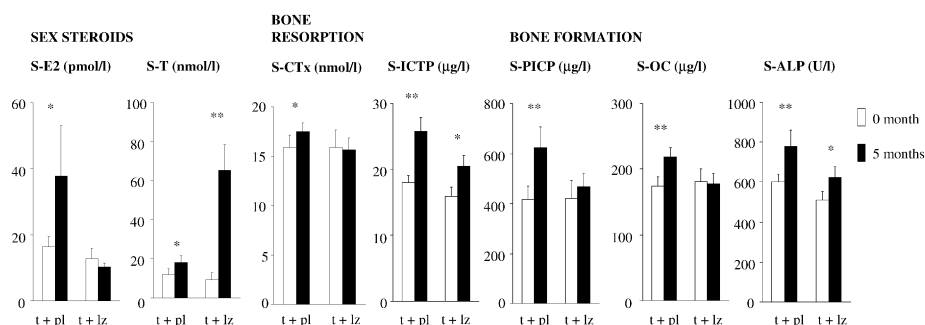 BONE
SEX STEROIDS RESORPTION BONE FORMATION
S-E2 (pmol/l) S-T (nmol/l) S-CTx (nmol/l) S-ICTP (µg/l) S-PICP (µg/l) S-OC (µg/l) S-ALP (U/l)
60 100 20 30 800 300 1000
* ** * ** * ** ** ** *
80 800
40 15 20 600 200
60 600
10 400
40 400
20 10 100
5 200
20 200
*
0 0 0 0 0 0 0
t + pl t + lz t + pl t + lz t + pl t + lz t + pl t + lz t + pl t + lz t + pl t + lz t + pl t + lz
0 month
5 months